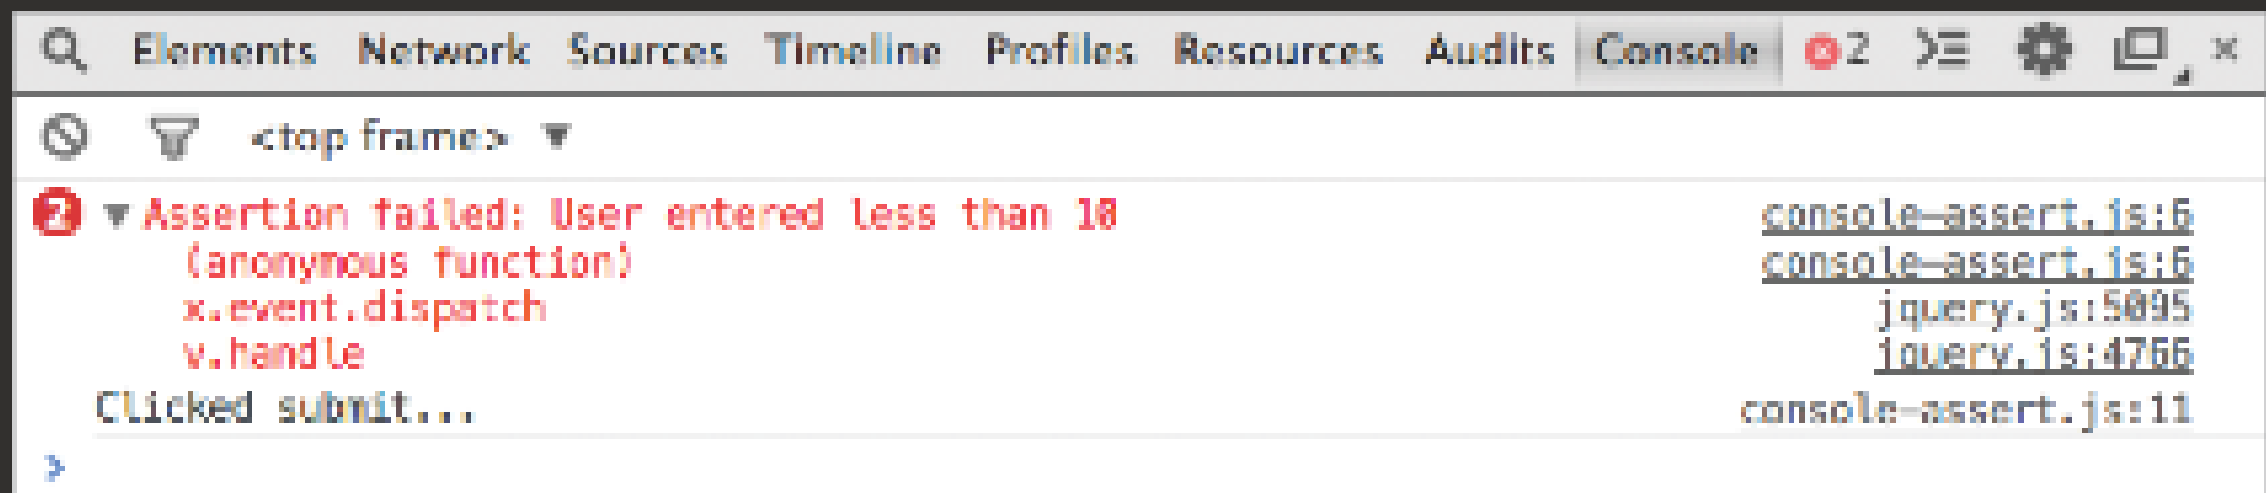 Elements Network Sources Timeline Profiles Resources Audits Console 2
<top frame>
2 Assertion failed: User entered less than 10 console-assert.js:6
(anonymous function) console-assert.js:6
x.event.dispatch jquery.js:5095
v.handle jquery.js:4766
Clicked submit... console-assert.js:11